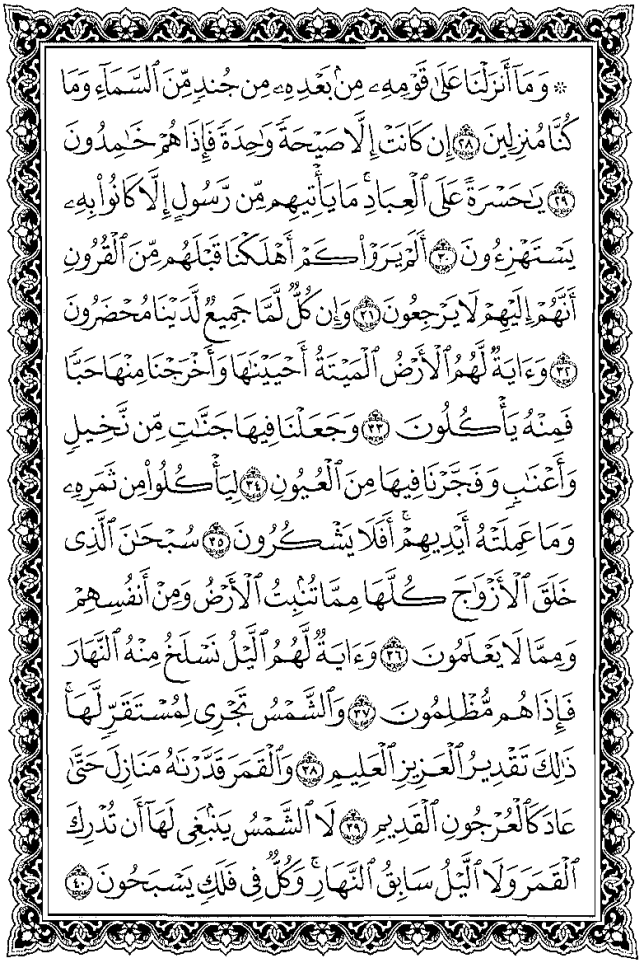 ۞ وَمَآ أَنزَلْنَا عَلَىٰ قَوْمِهِۦ مِنۢ بَعْدِهِۦ مِن جُندٍ مِّنَ ٱلسَّمَآءِ وَمَا
كُنَّا مُنزِلِينَ ٢٨ إِن كَانَتْ إِلَّا صَيْحَةً وَٰحِدَةً فَإِذَا هُمْ خَٰمِدُونَ
٢٩ يَٰحَسْرَةً عَلَى ٱلْعِبَادِ ۚ مَا يَأْتِيهِم مِّن رَّسُولٍ إِلَّا كَانُوا۟ بِهِۦ
يَسْتَهْزِءُونَ ٣٠ أَلَمْ يَرَوْا۟ كَمْ أَهْلَكْنَا قَبْلَهُم مِّنَ ٱلْقُرُونِ
أَنَّهُمْ إِلَيْهِمْ لَا يَرْجِعُونَ ٣١ وَإِن كُلٌّ لَّمَّا جَمِيعٌ لَّدَيْنَا مُحْضَرُونَ
٣٢ وَءَايَةٌ لَّهُمُ ٱلْأَرْضُ ٱلْمَيْتَةُ أَحْيَيْنَٰهَا وَأَخْرَجْنَا مِنْهَا حَبًّا
فَمِنْهُ يَأْكُلُونَ ٣٣ وَجَعَلْنَا فِيهَا جَنَّٰتٍ مِّن نَّخِيلٍ
وَأَعْنَٰبٍ وَفَجَّرْنَا فِيهَا مِنَ ٱلْعُيُونِ ٣٤ لِيَأْكُلُوا۟ مِن ثَمَرِهِۦ
وَمَا عَمِلَتْهُ أَيْدِيهِمْ ۖ أَفَلَا يَشْكُرُونَ ٣٥ سُبْحَٰنَ ٱلَّذِى
خَلَقَ ٱلْأَزْوَٰجَ كُلَّهَا مِمَّا تُنۢبِتُ ٱلْأَرْضُ وَمِنْ أَنفُسِهِمْ
وَمِمَّا لَا يَعْلَمُونَ ٣٦ وَءَايَةٌ لَّهُمُ ٱلَّيْلُ نَسْلَخُ مِنْهُ ٱلنَّهَارَ
فَإِذَا هُم مُّظْلِمُونَ ٣٧ وَٱلشَّمْسُ تَجْرِى لِمُسْتَقَرٍّ لَّهَا ۚ
ذَٰلِكَ تَقْدِيرُ ٱلْعَزِيزِ ٱلْعَلِيمِ ٣٨ وَٱلْقَمَرَ قَدَّرْنَٰهُ مَنَازِلَ حَتَّىٰ
عَادَ كَٱلْعُرْجُونِ ٱلْقَدِيمِ ٣٩ لَا ٱلشَّمْسُ يَنۢبَغِى لَهَآ أَن تُدْرِكَ
ٱلْقَمَرَ وَلَا ٱلَّيْلُ سَابِقُ ٱلنَّهَارِ ۚ وَكُلٌّ فِى فَلَكٍ يَسْبَحُونَ ٤٠